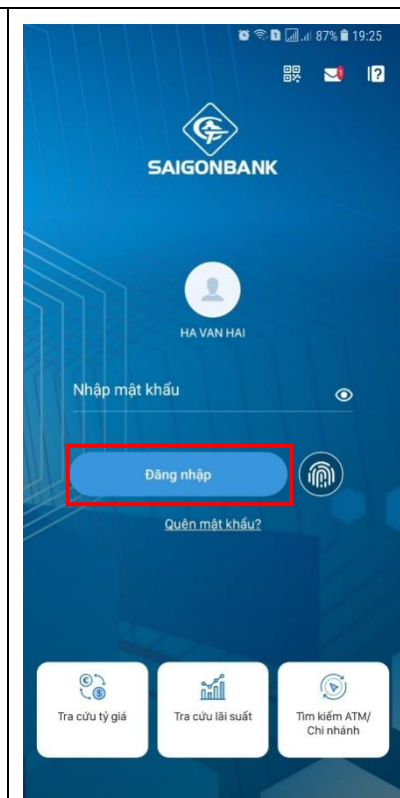 87% 19:25
SAIGONBANK
HA VAN HAI
Nhập mật khẩu
Đăng nhập
Quên mật khẩu?
Tra cứu tỷ giá
Tra cứu lãi suất
Tìm kiếm ATM/
Chi nhánh